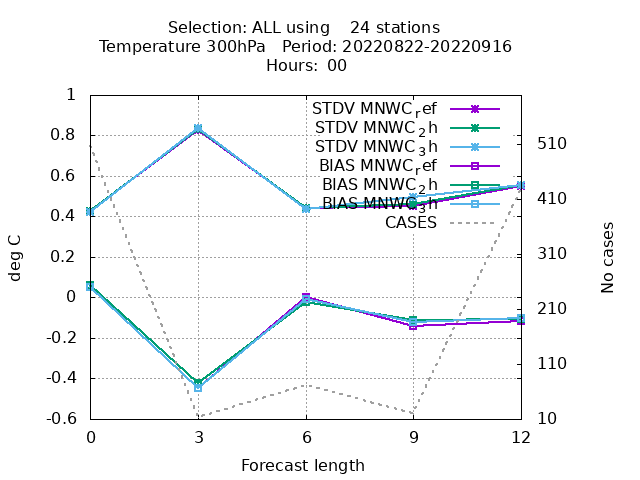 Selection: ALL using    24 stations
Temperature 300hPa   Period: 20220822-20220916
Hours: 00
STDV MNWC_ref
STDV MNWC_2h
STDV MNWC_3h
BIAS MNWC_ref
BIAS MNWC_2h
BIAS MNWC_3h
CASES
1
0.8
0.6
0.4
0.2
0
-0.2
-0.4
-0.6
deg C
510
410
310
210
110
10
No cases
0 3 6 9 12
Forecast length